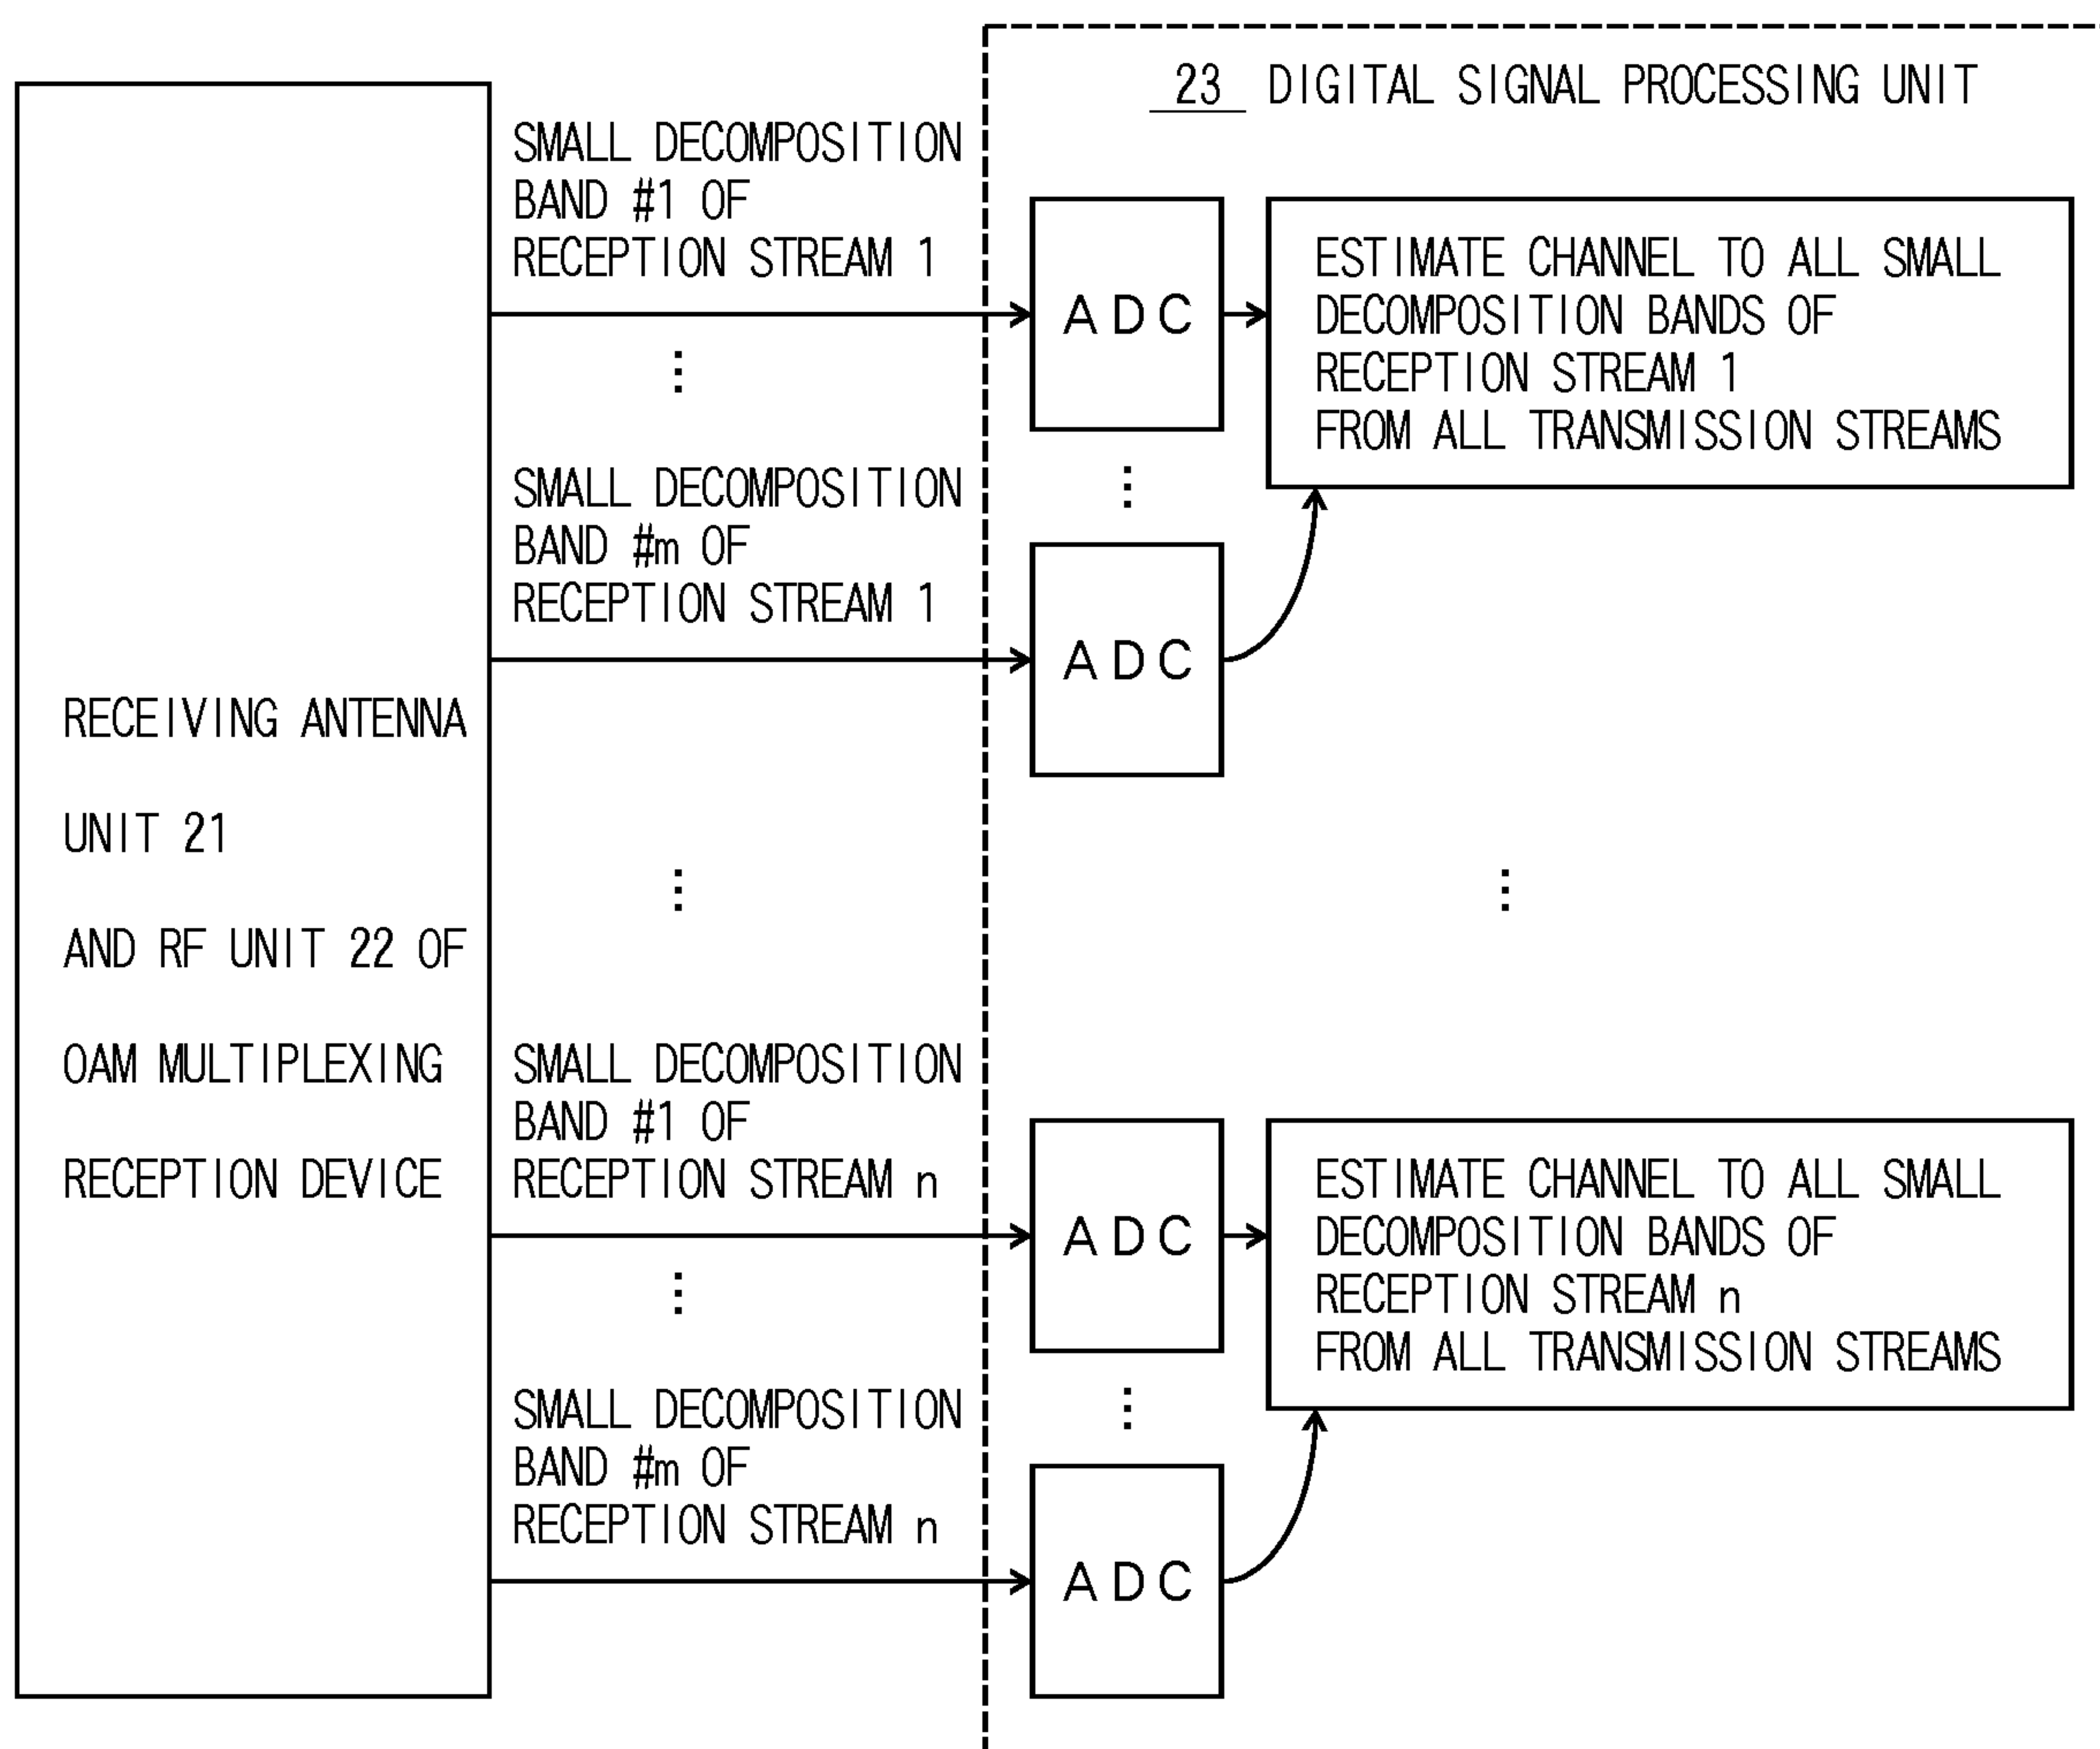 23 DIGITAL SIGNAL PROCESSING UNIT
SMALL DECOMPOSITION
BAND #1 OF
RECEPTION STREAM 1
ADC
ESTIMATE CHANNEL TO ALL SMALL
DECOMPOSITION BANDS OF
RECEPTION STREAM 1
FROM ALL TRANSMISSION STREAMS
SMALL DECOMPOSITION
BAND #m OF
RECEPTION STREAM 1
ADC
RECEIVING ANTENNA
UNIT 21
AND RF UNIT 22 OF
OAM MULTIPLEXING
RECEPTION DEVICE
SMALL DECOMPOSITION
BAND #1 OF
RECEPTION STREAM n
ADC
ESTIMATE CHANNEL TO ALL SMALL
DECOMPOSITION BANDS OF
RECEPTION STREAM n
FROM ALL TRANSMISSION STREAMS
SMALL DECOMPOSITION
BAND #m OF
RECEPTION STREAM n
ADC